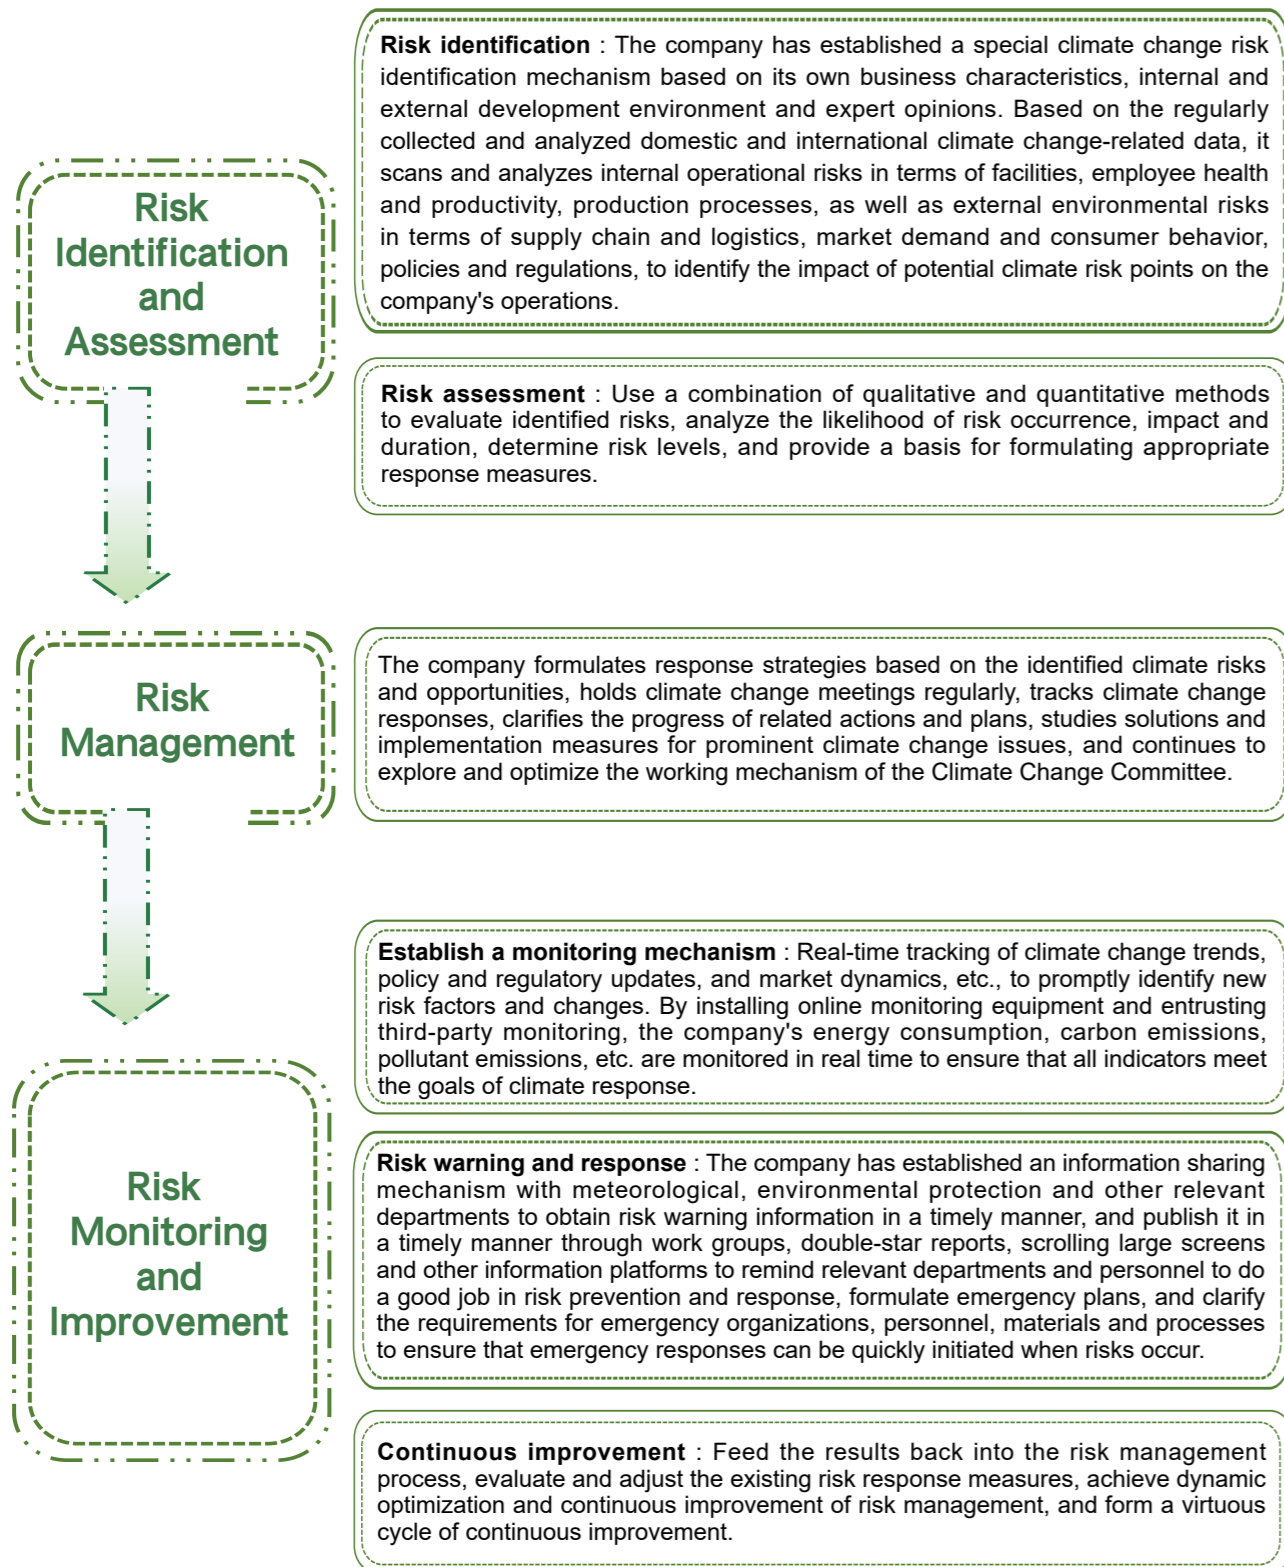 Risk
Identification
and
Assessment
Risk identification : The company has established a special climate change risk
identification mechanism based on its own business characteristics, internal and
external development environment and expert opinions. Based on the regularly
collected and analyzed domestic and international climate change-related data, it
scans and analyzes internal operational risks in terms of facilities, employee health
and productivity, production processes, as well as external environmental risks
in terms of supply chain and logistics, market demand and consumer behavior,
policies and regulations, to identify the impact of potential climate risk points on the
company's operations.
Risk assessment : Use a combination of qualitative and quantitative methods
to evaluate identified risks, analyze the likelihood of risk occurrence, impact and
duration, determine risk levels, and provide a basis for formulating appropriate
response measures.
Risk
Management
The company formulates response strategies based on the identified climate risks
and opportunities, holds climate change meetings regularly, tracks climate change
responses, clarifies the progress of related actions and plans, studies solutions and
implementation measures for prominent climate change issues, and continues to
explore and optimize the working mechanism of the Climate Change Committee.
Risk
Monitoring
and
Improvement
Establish a monitoring mechanism : Real-time tracking of climate change trends,
policy and regulatory updates, and market dynamics, etc., to promptly identify new
risk factors and changes. By installing online monitoring equipment and entrusting
third-party monitoring, the company's energy consumption, carbon emissions,
pollutant emissions, etc. are monitored in real time to ensure that all indicators meet
the goals of climate response.
Risk warning and response : The company has established an information sharing
mechanism with meteorological, environmental protection and other relevant
departments to obtain risk warning information in a timely manner, and publish it in
a timely manner through work groups, double-star reports, scrolling large screens
and other information platforms to remind relevant departments and personnel to do
a good job in risk prevention and response, formulate emergency plans, and clarify
the requirements for emergency organizations, personnel, materials and processes
to ensure that emergency responses can be quickly initiated when risks occur.
Continuous improvement : Feed the results back into the risk management
process, evaluate and adjust the existing risk response measures, achieve dynamic
optimization and continuous improvement of risk management, and form a virtuous
cycle of continuous improvement.